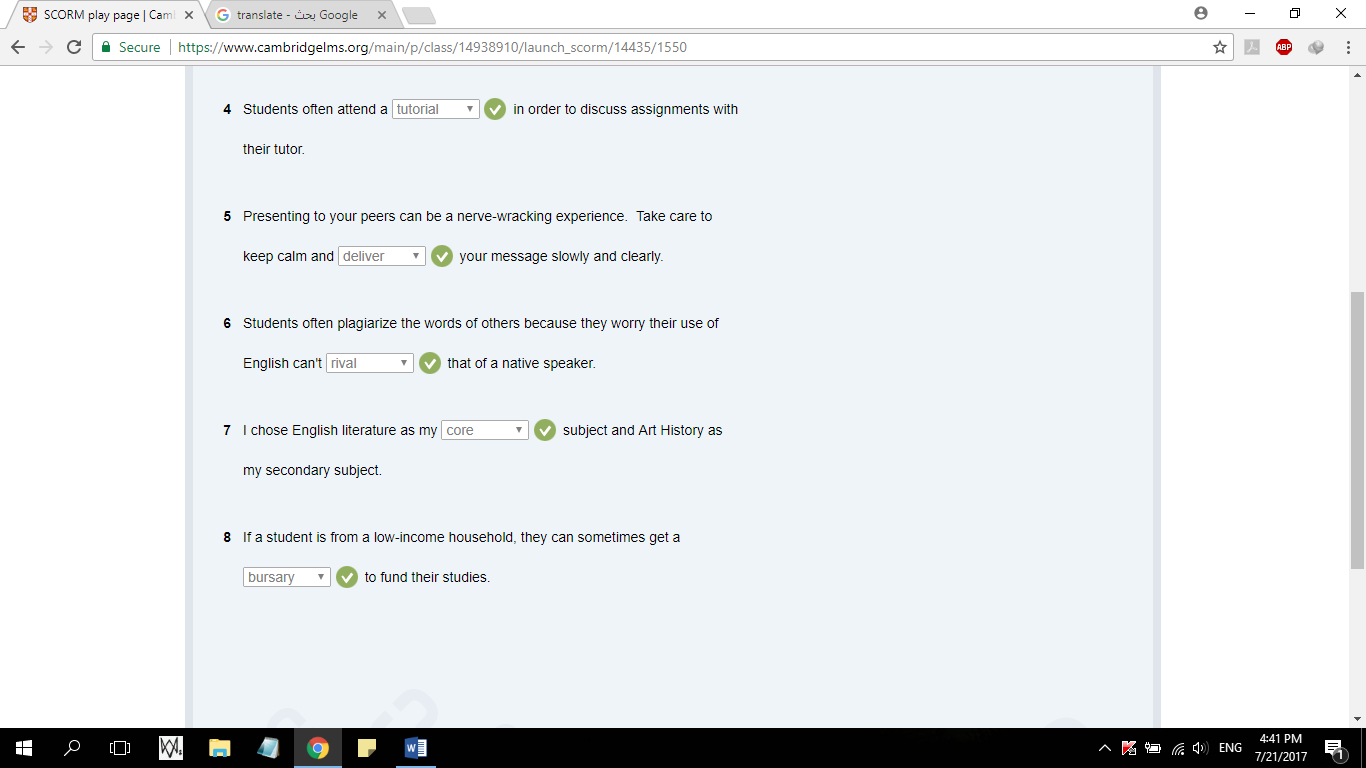 SCORM play page | Cam
translate - بحث Google
Secure https://www.cambridgelms.org/main/p/class/14938910/launch_scorm/14435/1550
ABP
4 Students often attend a tutorial in order to discuss assignments with
their tutor.
5 Presenting to your peers can be a nerve-wracking experience. Take care to
keep calm and deliver your message slowly and clearly.
6 Students often plagiarize the words of others because they worry their use of
English can't rival that of a native speaker.
7 I chose English literature as my core subject and Art History as
my secondary subject.
8 If a student is from a low-income household, they can sometimes get a
bursary to fund their studies.
ENG
4:41 PM
7/21/2017
1